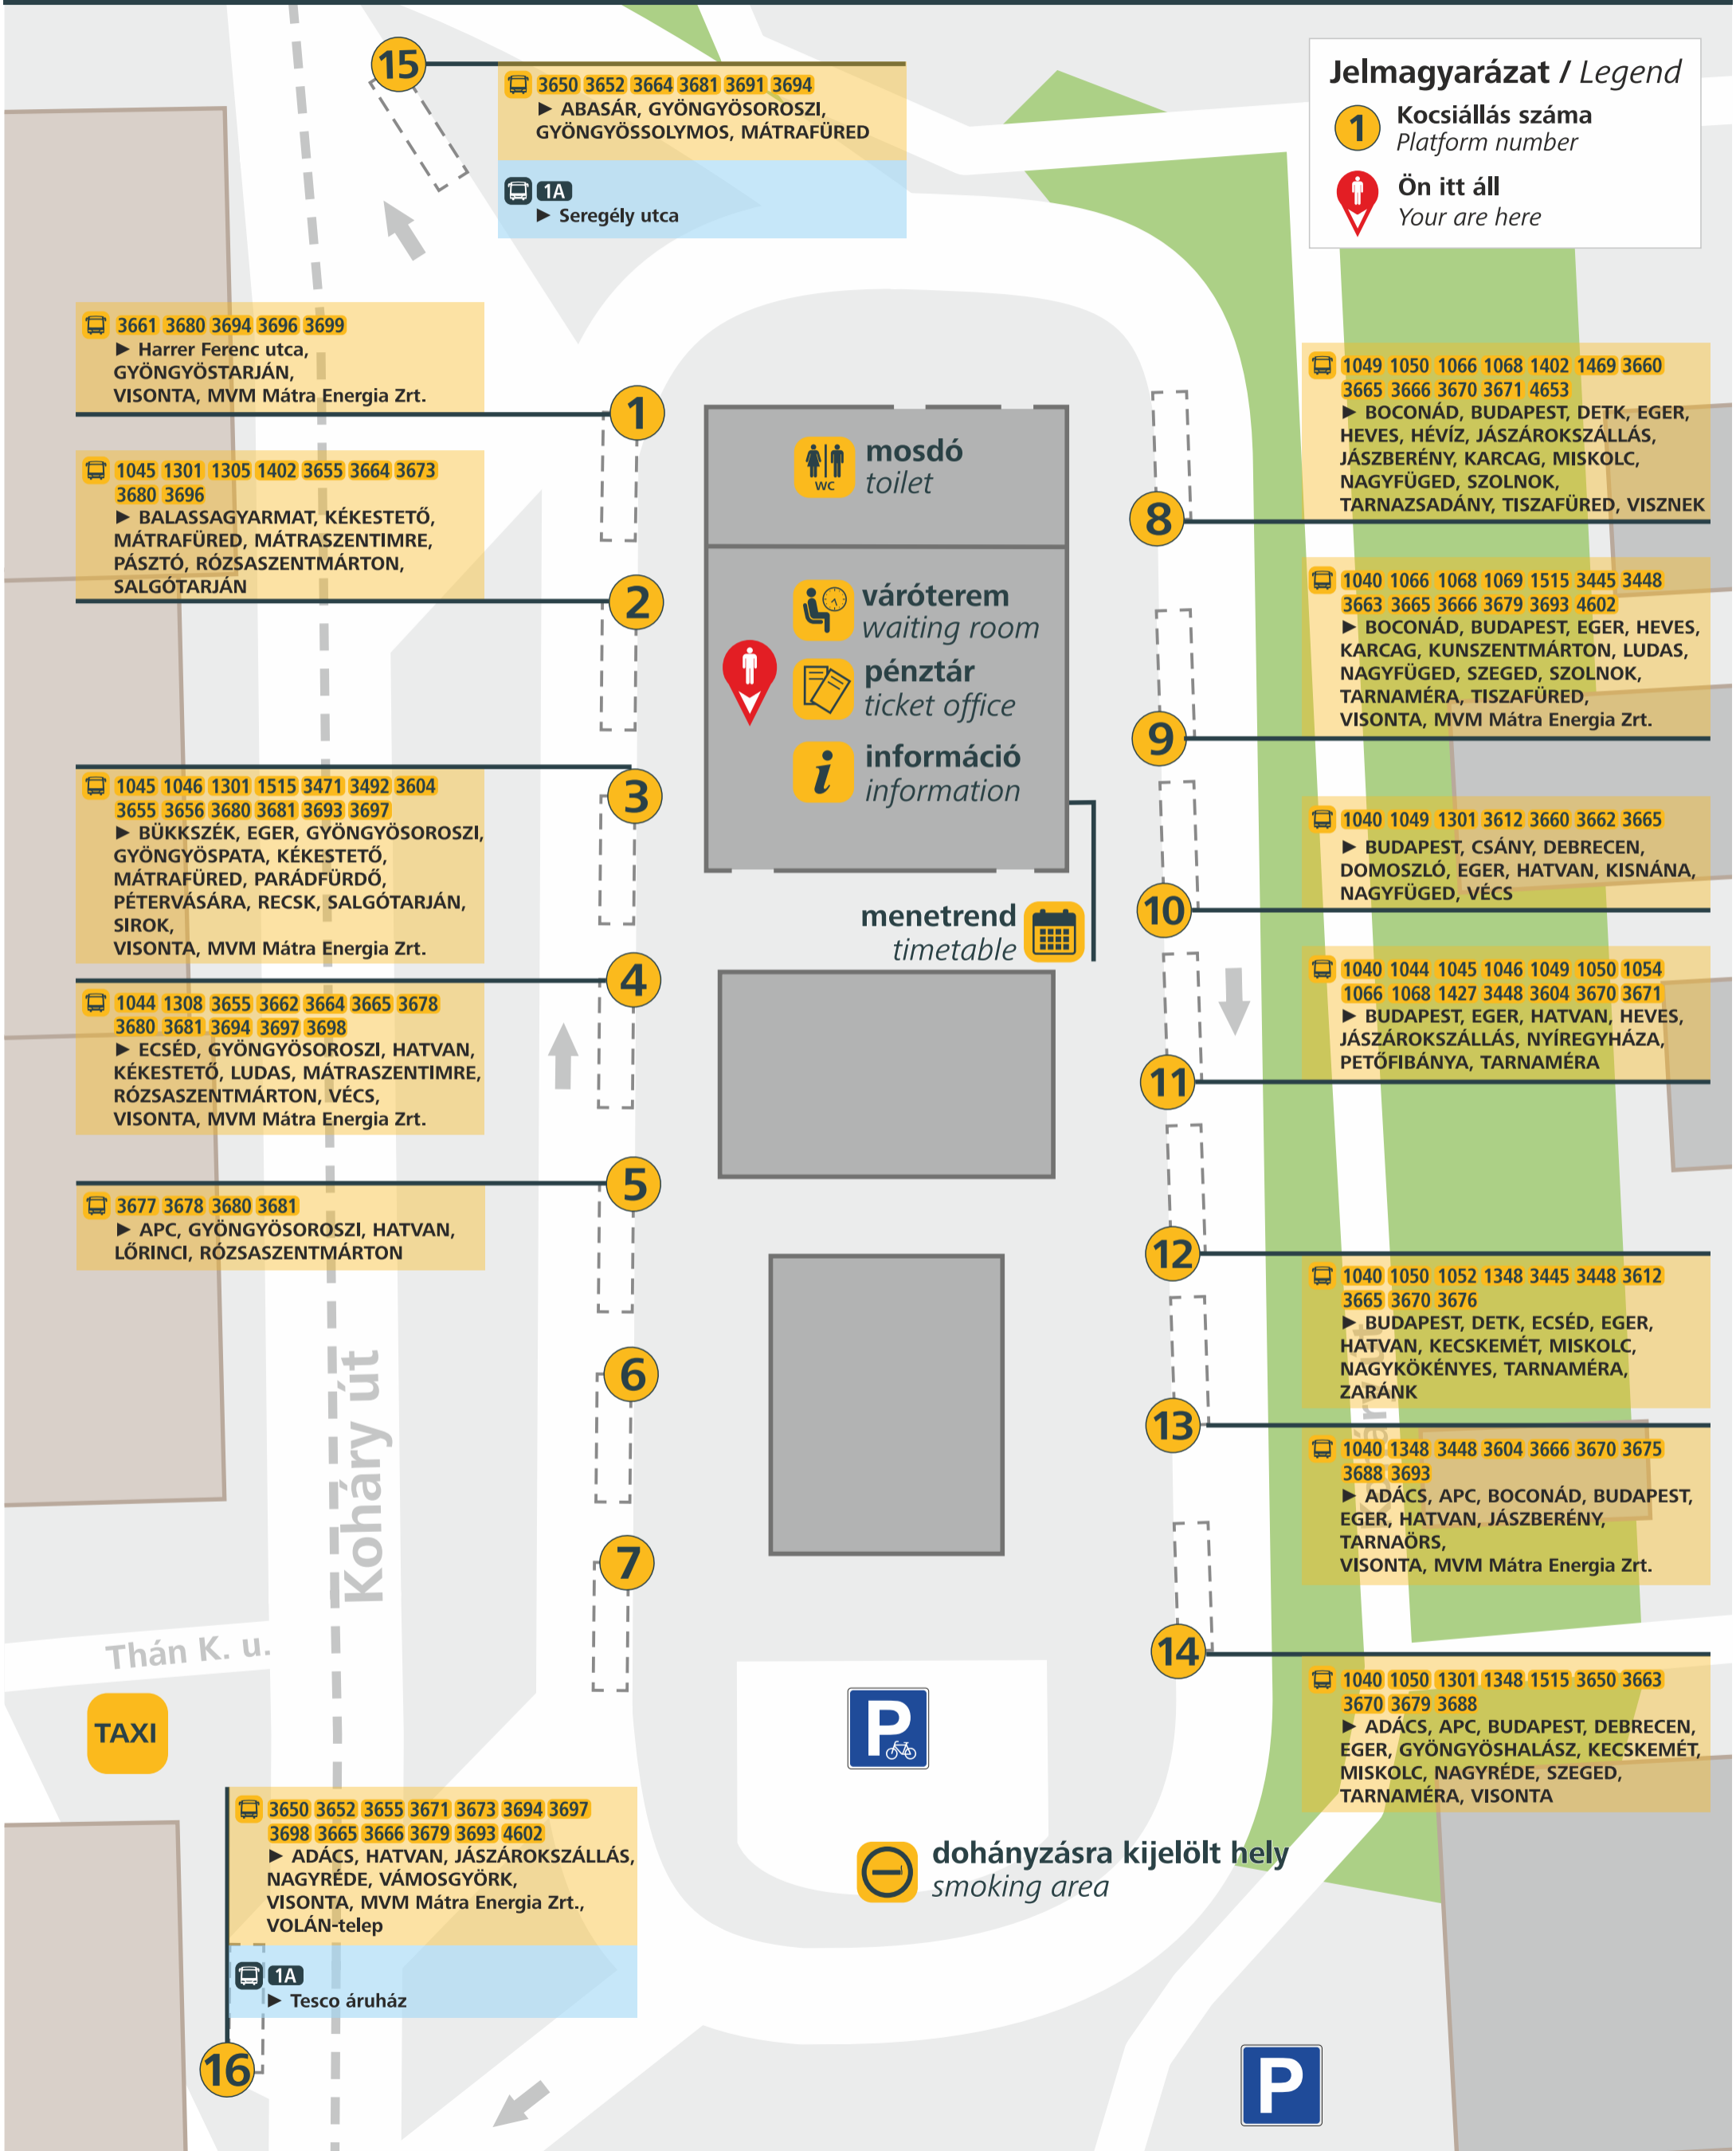 15
3650 3652 3664 3681 3691 3694
► ABASÁR, GYÖNGYÖSOROSZI,
GYÖNGYÖSSOLYMOS, MÁTRAFÜRED
1A
► Seregély utca
Jelmagyarázat / Legend
1
Kocsiállás száma
Platform number
Ön itt áll
Your are here
3661 3680 3694 3696 3699
► Harrer Ferenc utca,
GYÖNGYÖSTARJÁN,
VISONTA, MVM Mátra Energia Zrt.
1
1045 1301 1305 1402 3655 3664 3673
3680 3696
► BALASSAGYARMAT, KÉKESTETŐ,
MÁTRAFÜRED, MÁTRASZENTIMRE,
PÁSZTÓ, RÓZSASZENTMÁRTON,
SALGÓTARJÁN
2
3
1045 1046 1301 1515 3471 3492 3604
3655 3656 3680 3681 3693 3697
► BÜKKSZÉK, EGER, GYÖNGYÖSOROSZI,
GYÖNGYÖSPATA, KÉKESTETŐ,
MÁTRAFÜRED, PARÁDFÜRDŐ,
PÉTERVÁSÁRA, RECSK, SALGÓTARJÁN,
SIROK,
VISONTA, MVM Mátra Energia Zrt.
4
1044 1308 3655 3662 3664 3665 3678
3680 3681 3694 3697 3698
► ECSÉD, GYÖNGYÖSOROSZI, HATVAN,
KÉKESTETŐ, LUDAS, MÁTRASZENTIMRE,
RÓZSASZENTMÁRTON, VÉCS,
VISONTA, MVM Mátra Energia Zrt.
5
3677 3678 3680 3681
► APC, GYÖNGYÖSOROSZI, HATVAN,
LŐRINCI, RÓZSASZENTMÁRTON
6
7
Koháry út
Thán K. u.
TAXI
mosdó
toilet
WC
váróterem
waiting room
pénztár
ticket office
i
információ
information
menetrend
timetable
1049 1050 1066 1068 1402 1469 3660
3665 3666 3670 3671 4653
► BOCONÁD, BUDAPEST, DETK, EGER,
HEVES, HÉVÍZ, JÁSZÁROKSZÁLLÁS,
JÁSZBERÉNY, KARCAG, MISKOLC,
NAGYFÜGED, SZOLNOK,
TARNAZSADÁNY, TISZAFÜRED, VISZNEK
8
1040 1066 1068 1069 1515 3445 3448
3663 3665 3666 3679 3693 4602
► BOCONÁD, BUDAPEST, EGER, HEVES,
KARCAG, KUNSZENTMÁRTON, LUDAS,
NAGYFÜGED, SZEGED, SZOLNOK,
TARNAMÉRA, TISZAFÜRED,
VISONTA, MVM Mátra Energia Zrt.
9
1040 1049 1301 3612 3660 3662 3665
► BUDAPEST, CSÁNY, DEBRECEN,
DOMOSZLÓ, EGER, HATVAN, KISNÁNA,
NAGYFÜGED, VÉCS
10
1040 1044 1045 1046 1049 1050 1054
1066 1068 1427 3448 3604 3670 3671
► BUDAPEST, EGER, HATVAN, HEVES,
JÁSZÁROKSZÁLLÁS, NYÍREGYHÁZA,
PETŐFIBÁNYA, TARNAMÉRA
11
12
1040 1050 1052 1348 3445 3448 3612
3665 3670 3676
► BUDAPEST, DETK, ECSÉD, EGER,
HATVAN, KECSKEMÉT, MISKOLC,
NAGYKÖKÉNYES, TARNAMÉRA,
ZARÁNK
13
1040 1348 3448 3604 3666 3670 3675
3688 3693
► ADÁCS, APC, BOCONÁD, BUDAPEST,
EGER, HATVAN, JÁSZBERÉNY,
TARNAÖRS,
VISONTA, MVM Mátra Energia Zrt.
14
1040 1050 1301 1348 1515 3650 3663
3670 3679 3688
► ADÁCS, APC, BUDAPEST, DEBRECEN,
EGER, GYÖNGYÖSHALÁSZ, KECSKEMÉT,
MISKOLC, NAGYRÉDE, SZEGED,
TARNAMÉRA, VISONTA
P
dohányzásra kijelölt hely
smoking area
3650 3652 3655 3671 3673 3694 3697
3698 3665 3666 3679 3693 4602
► ADÁCS, HATVAN, JÁSZÁROKSZÁLLÁS,
NAGYRÉDE, VÁMOSGYÖRK,
VISONTA, MVM Mátra Energia Zrt.,
VOLÁN-telep
1A
► Tesco áruház
16
P